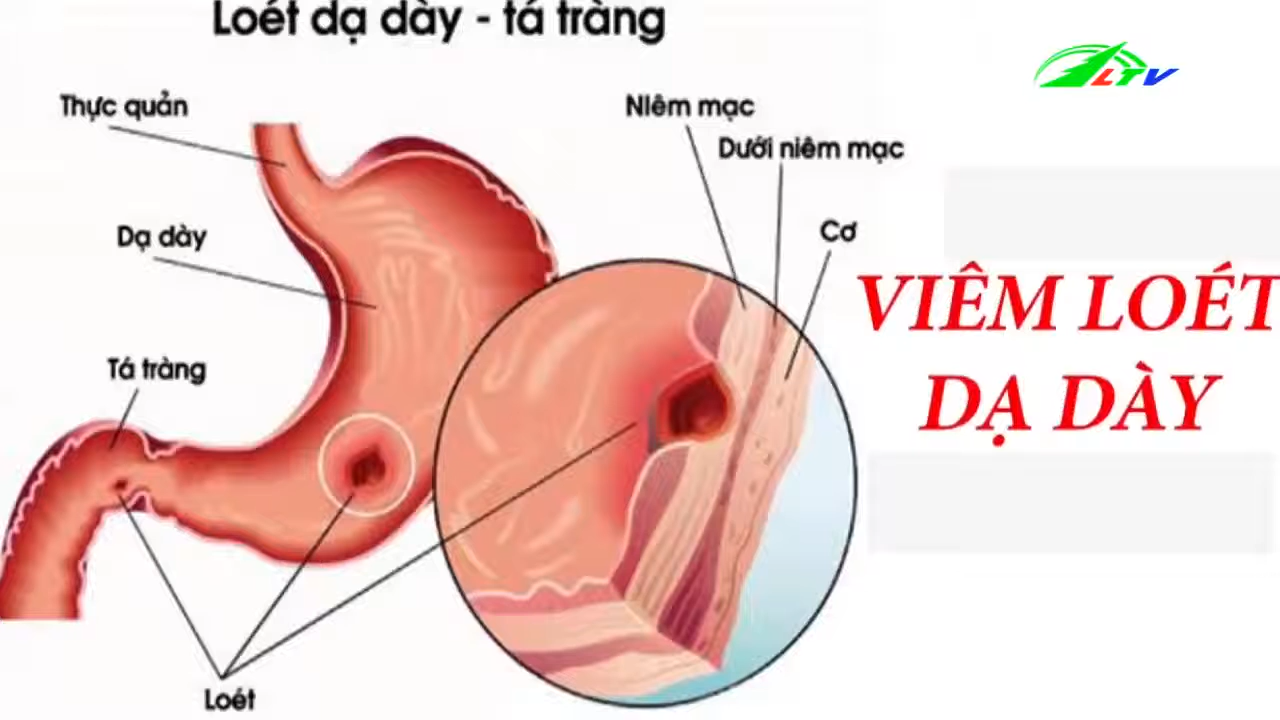 Loét dạ dày - tá tràng
LTV
Thực quản
Niêm mạc
Dưới niêm mạc
Cơ
Dạ dày
VIÊM LOÉT
DẠ DÀY
Tá tràng
Loét